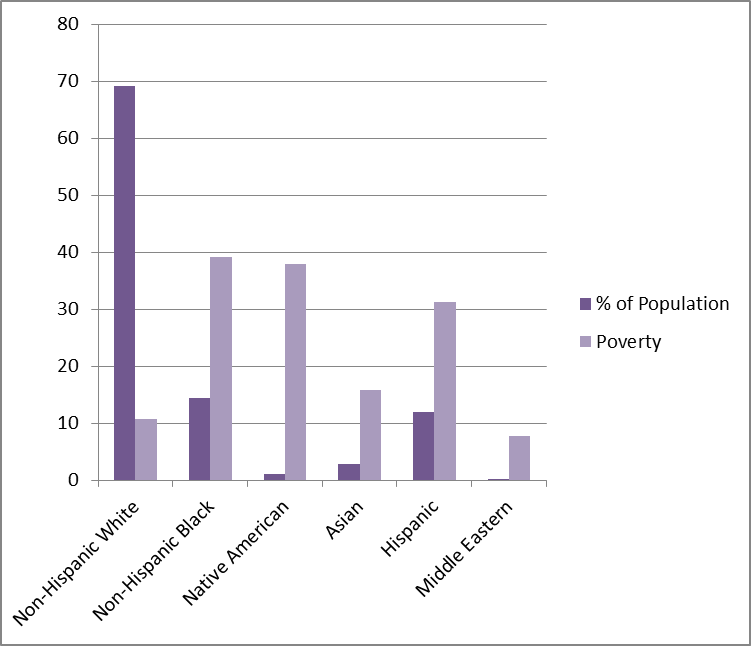 80
70
60
50
40
30
20
10
0
Non-Hispanic White
Non-Hispanic Black
Native American
Asian
Hispanic
Middle Eastern
% of Population
Poverty